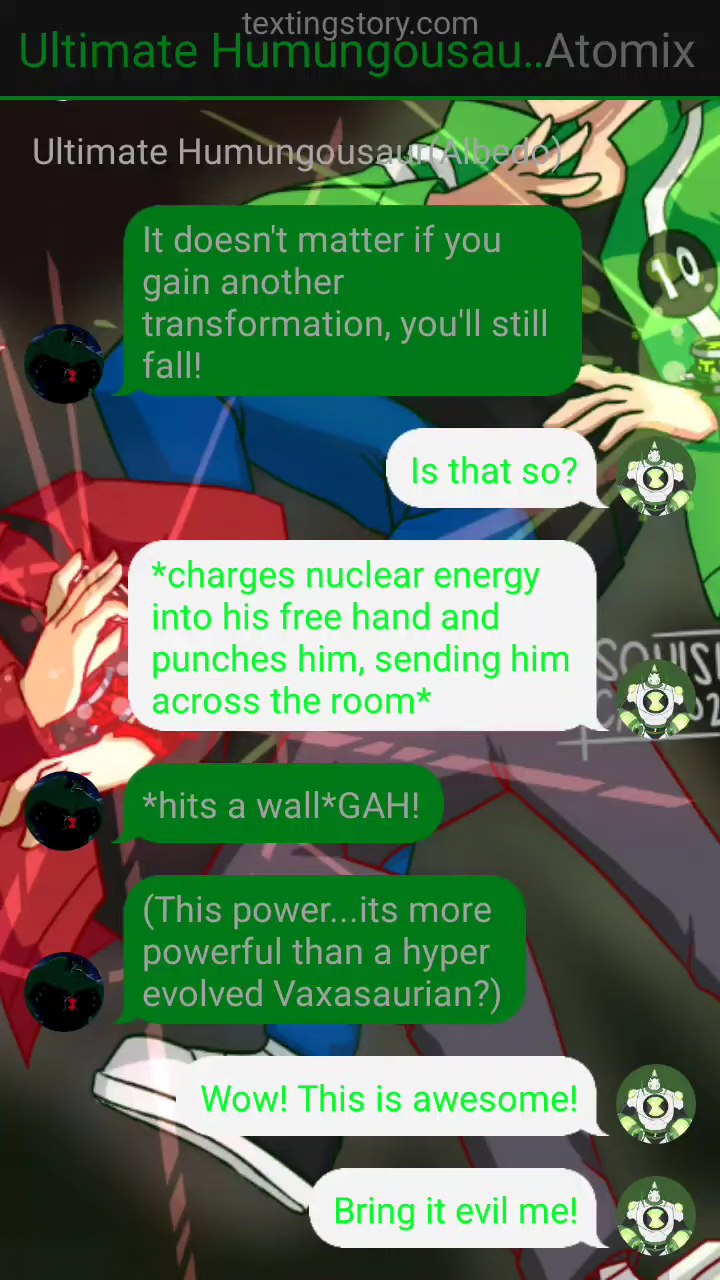 textingstory.com
Ultimate Humungousau..Atomix
Ultimate Humungousaur(Albedo)
It doesn't matter if you
gain another
transformation, you'll still
fall!
10
Is that so?
*charges nuclear energy
into his free hand and
punches him, sending him
across the room*
*hits a wall*GAH!
(This power...its more
powerful than a hyper
evolved Vaxasaurian?)
Wow! This is awesome!
Bring it evil me!